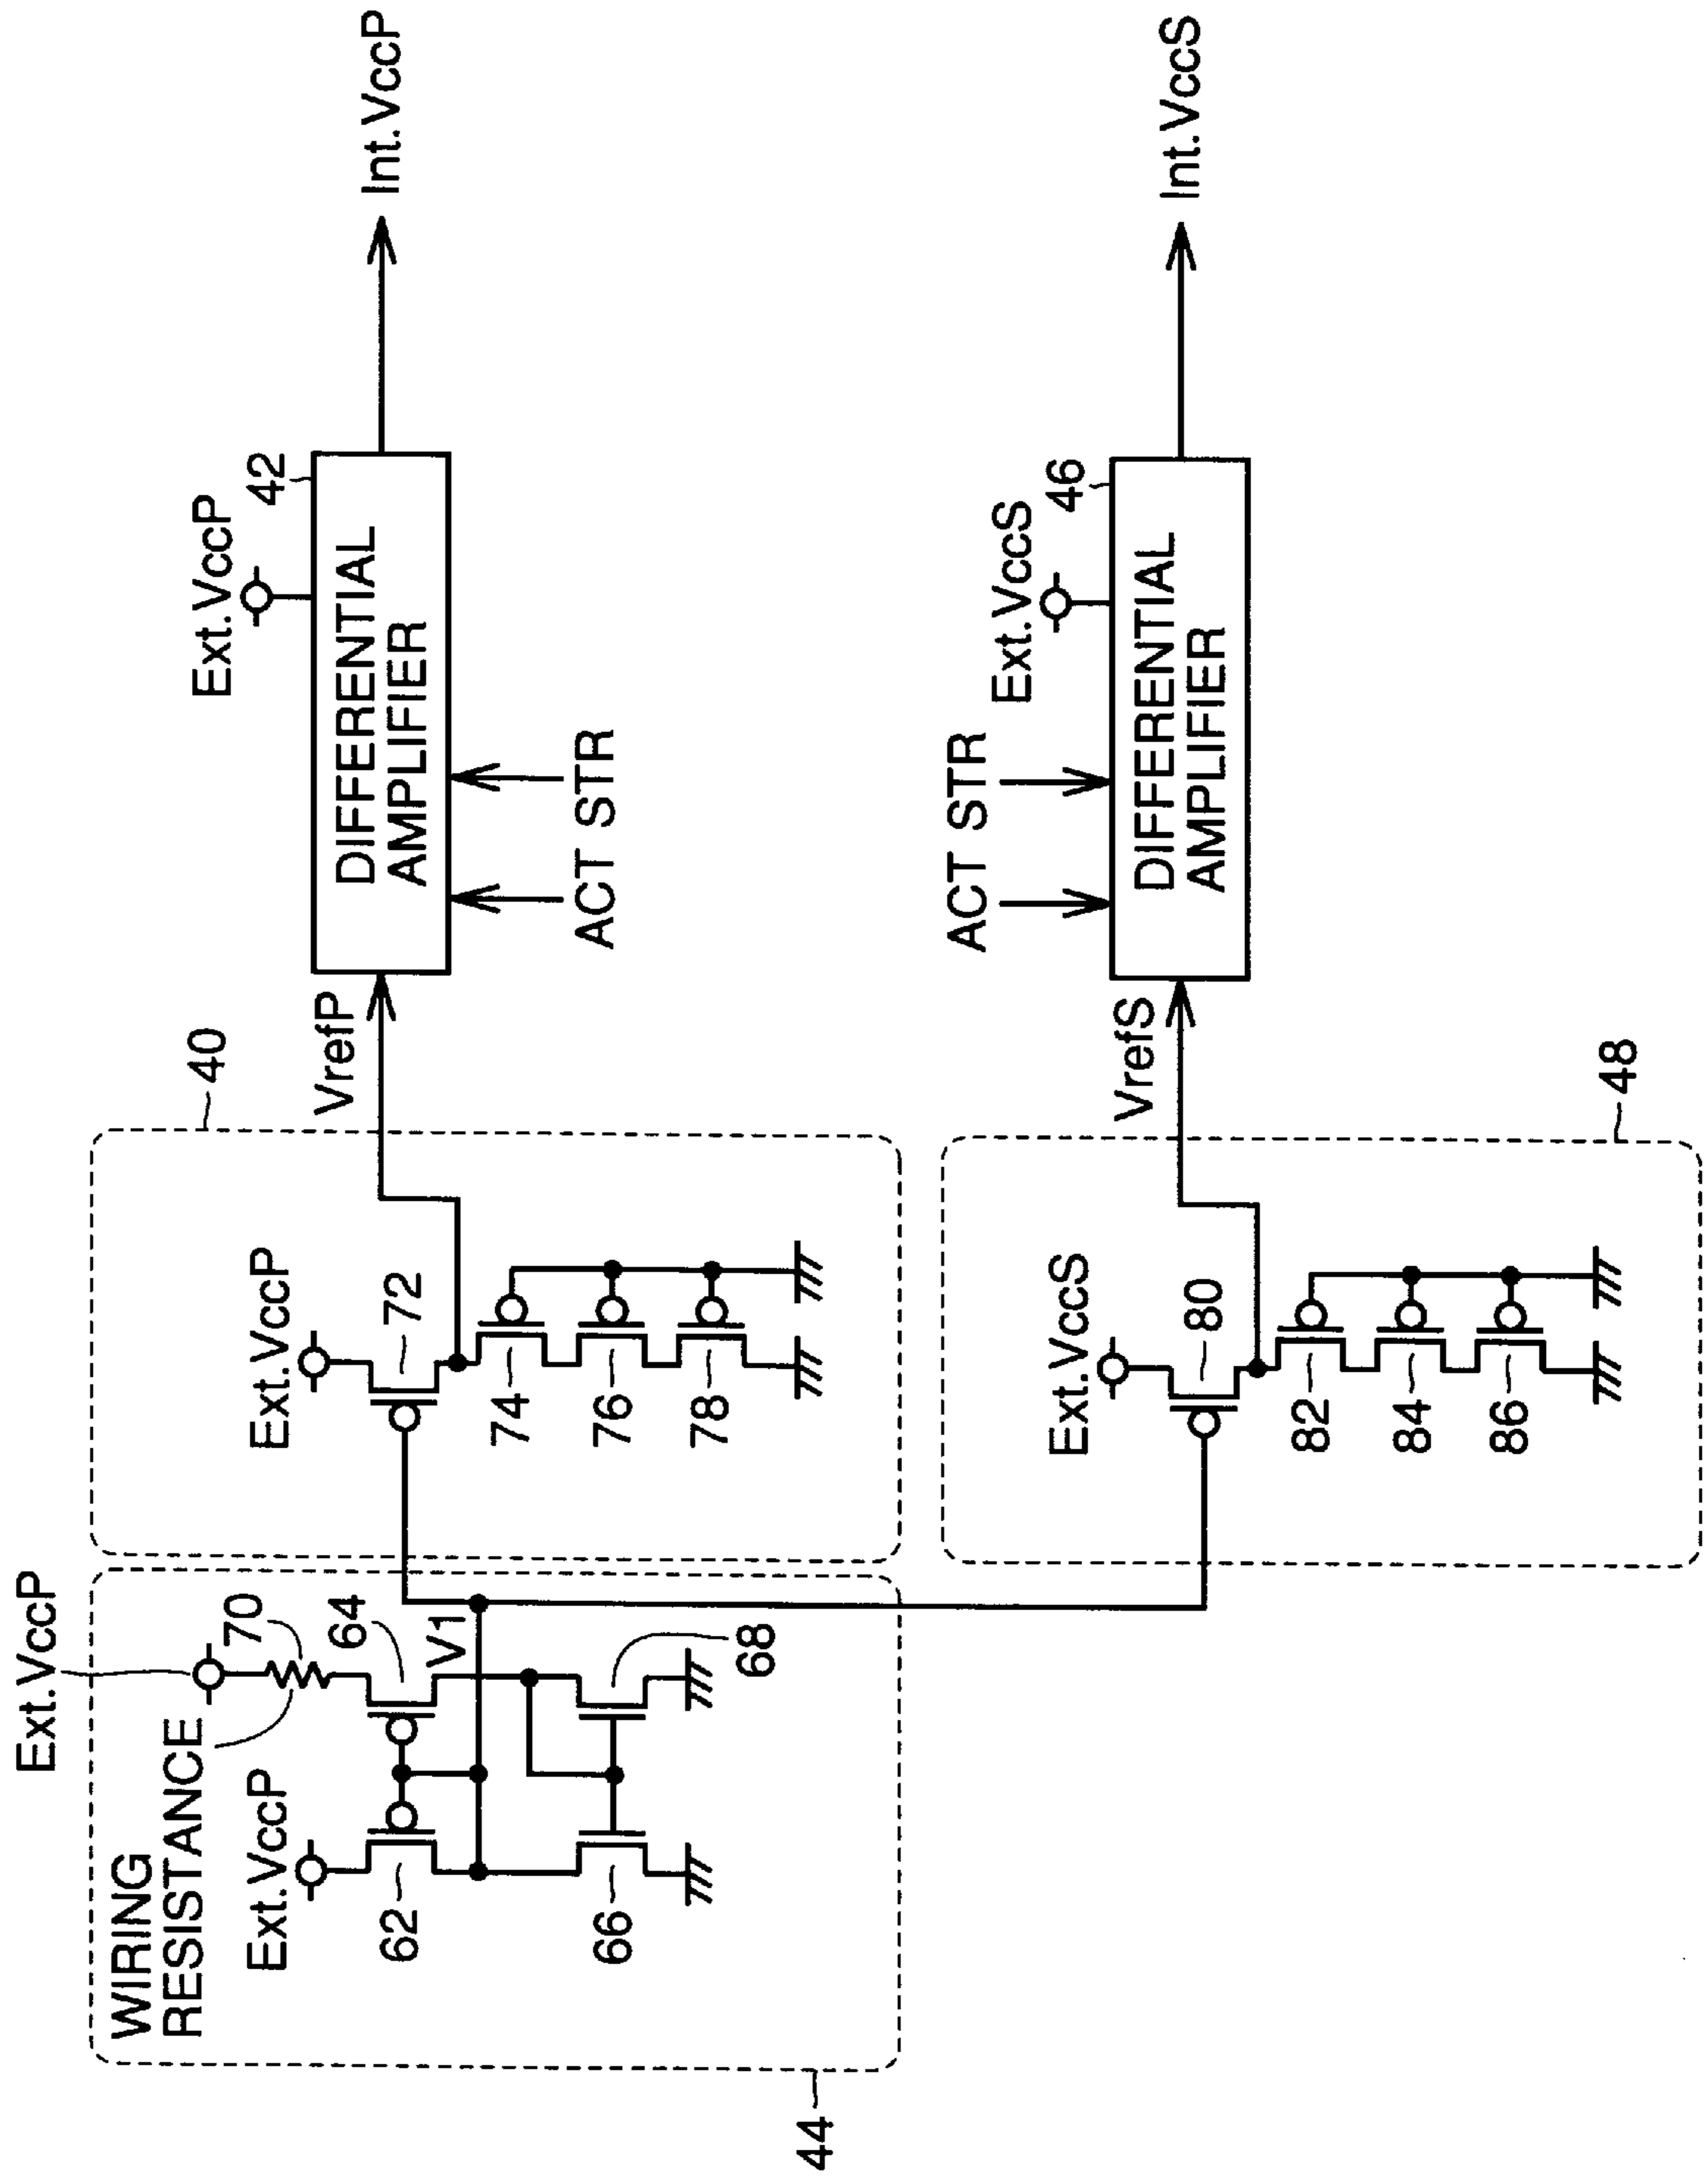 Ext.VccP
WIRING
RESISTANCE
70
Ext.VccP
62
64
V1
66
68
44
40
Ext.VccP
72
74
76
78
VrefP
Ext.VccP
42
DIFFERENTIAL
AMPLIFIER
ACT STR
Int.VccP
48
Ext.VccS
80
82
84
86
VrefS
ACT STR
Ext.VccS
46
DIFFERENTIAL
AMPLIFIER
Int.VccS